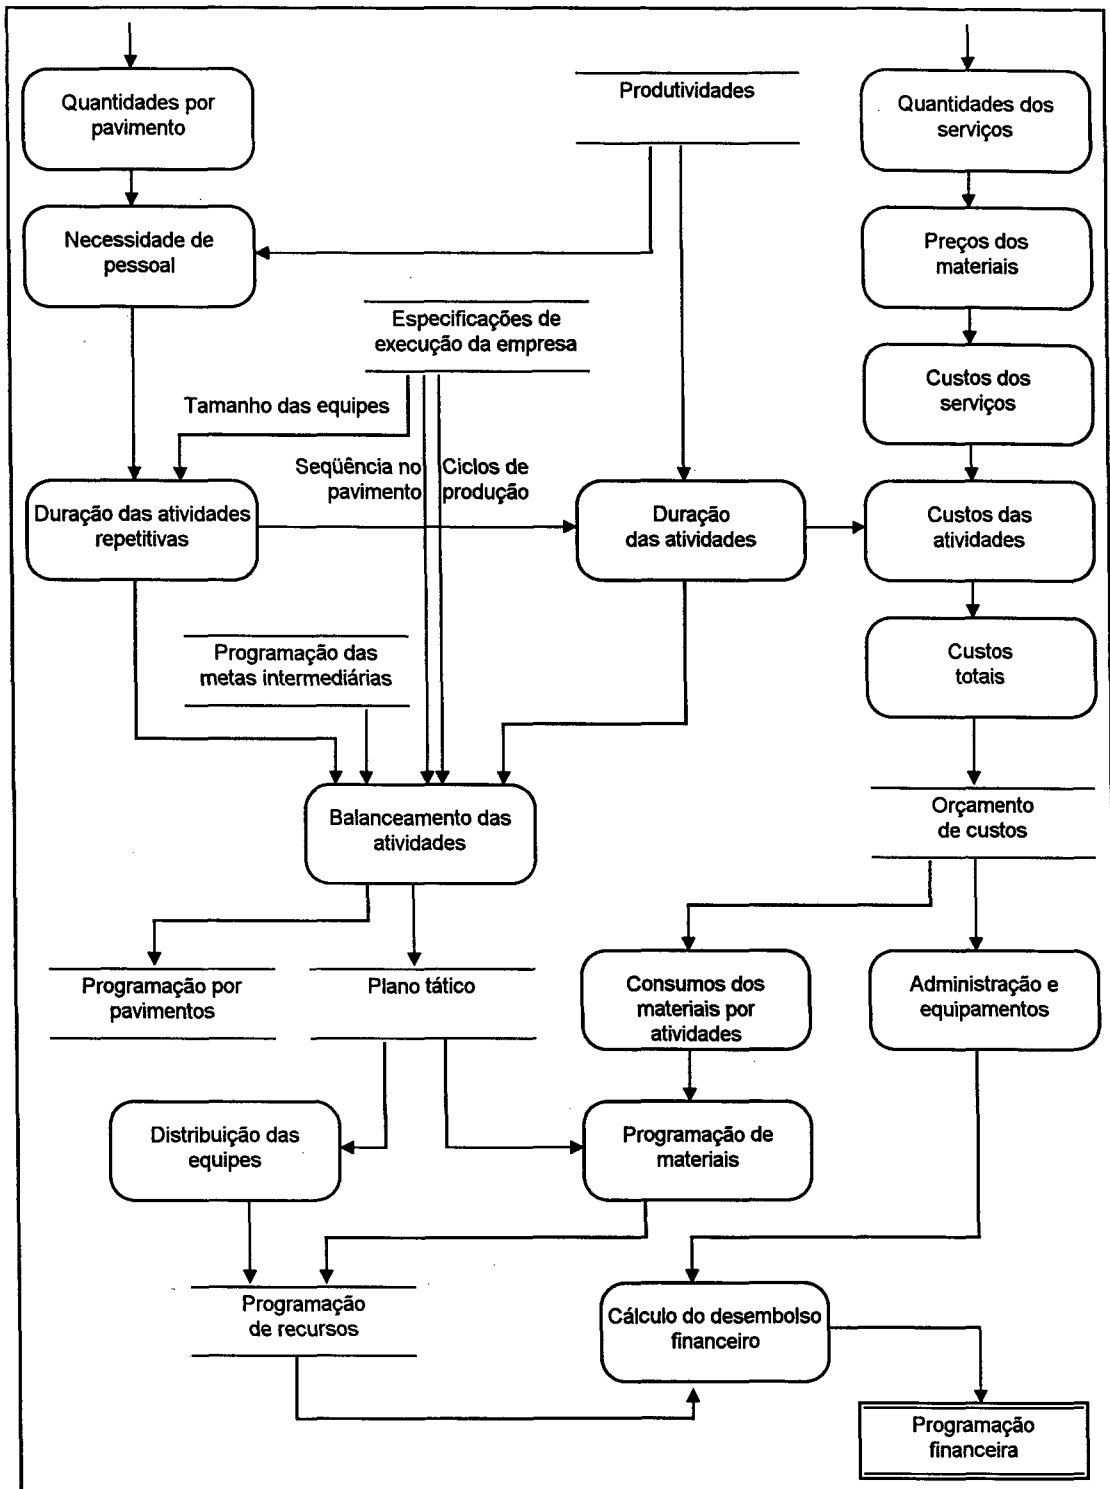 Quantidades por
pavimento
Produtividades
Quantidades dos
serviços
Necessidade de
pessoal
Preços dos
materiais
Especificações de
execução da empresa
Custos dos
serviços
Tamanho das equipes
Seqüência no
pavimento
Ciclos de
produção
Duração das atividades
repetitivas
Duração
das atividades
Custos das
atividades
Programação das
metas intermediárias
Custos
totais
Balanceamento das
atividades
Orçamento
de custos
Programação por
pavimentos
Plano tático
Consumos dos
materiais por
atividades
Administração e
equipamentos
Distribuição das
equipes
Programação de
materiais
Programação
de recursos
Cálculo do desembolso
financeiro
Programação
financeira